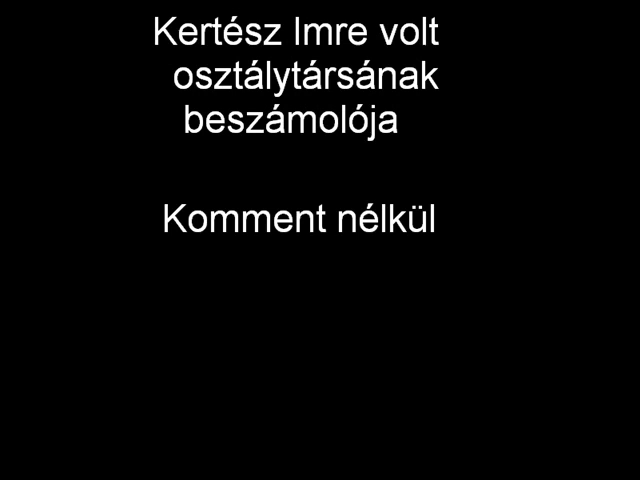 Kertész Imre volt
osztálytársának
beszámolója
Komment nélkül